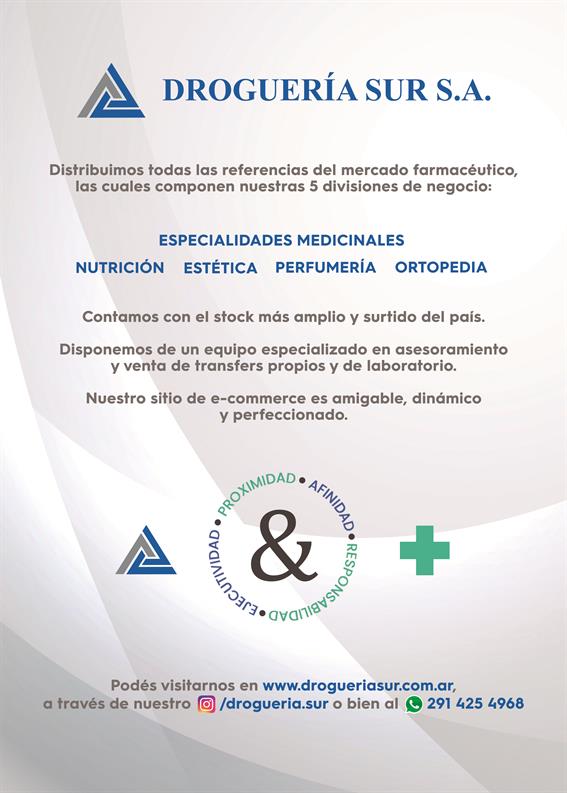 DROGUERÍA SUR S.A.
Distribuimos todas las referencias del mercado farmacéutico,
las cuales componen nuestras 5 divisiones de negocio:
ESPECIALIDADES MEDICINALES
NUTRICIÓN ESTÉTICA PERFUMERÍA ORTOPEDIA
Contamos con el stock más amplio y surtido del país.
Disponemos de un equipo especializado en asesoramiento
y venta de transfers propios y de laboratorio.
Nuestro sitio de e-commerce es amigable, dinámico
y perfeccionado.
PROXIMIDAD • AFINIDAD • RESPONSABILIDAD • EJECUTIVIDAD •
&
Podés visitarnos en www.drogueriasur.com.ar,
a través de nuestro /drogueria.sur o bien al 291 425 4968